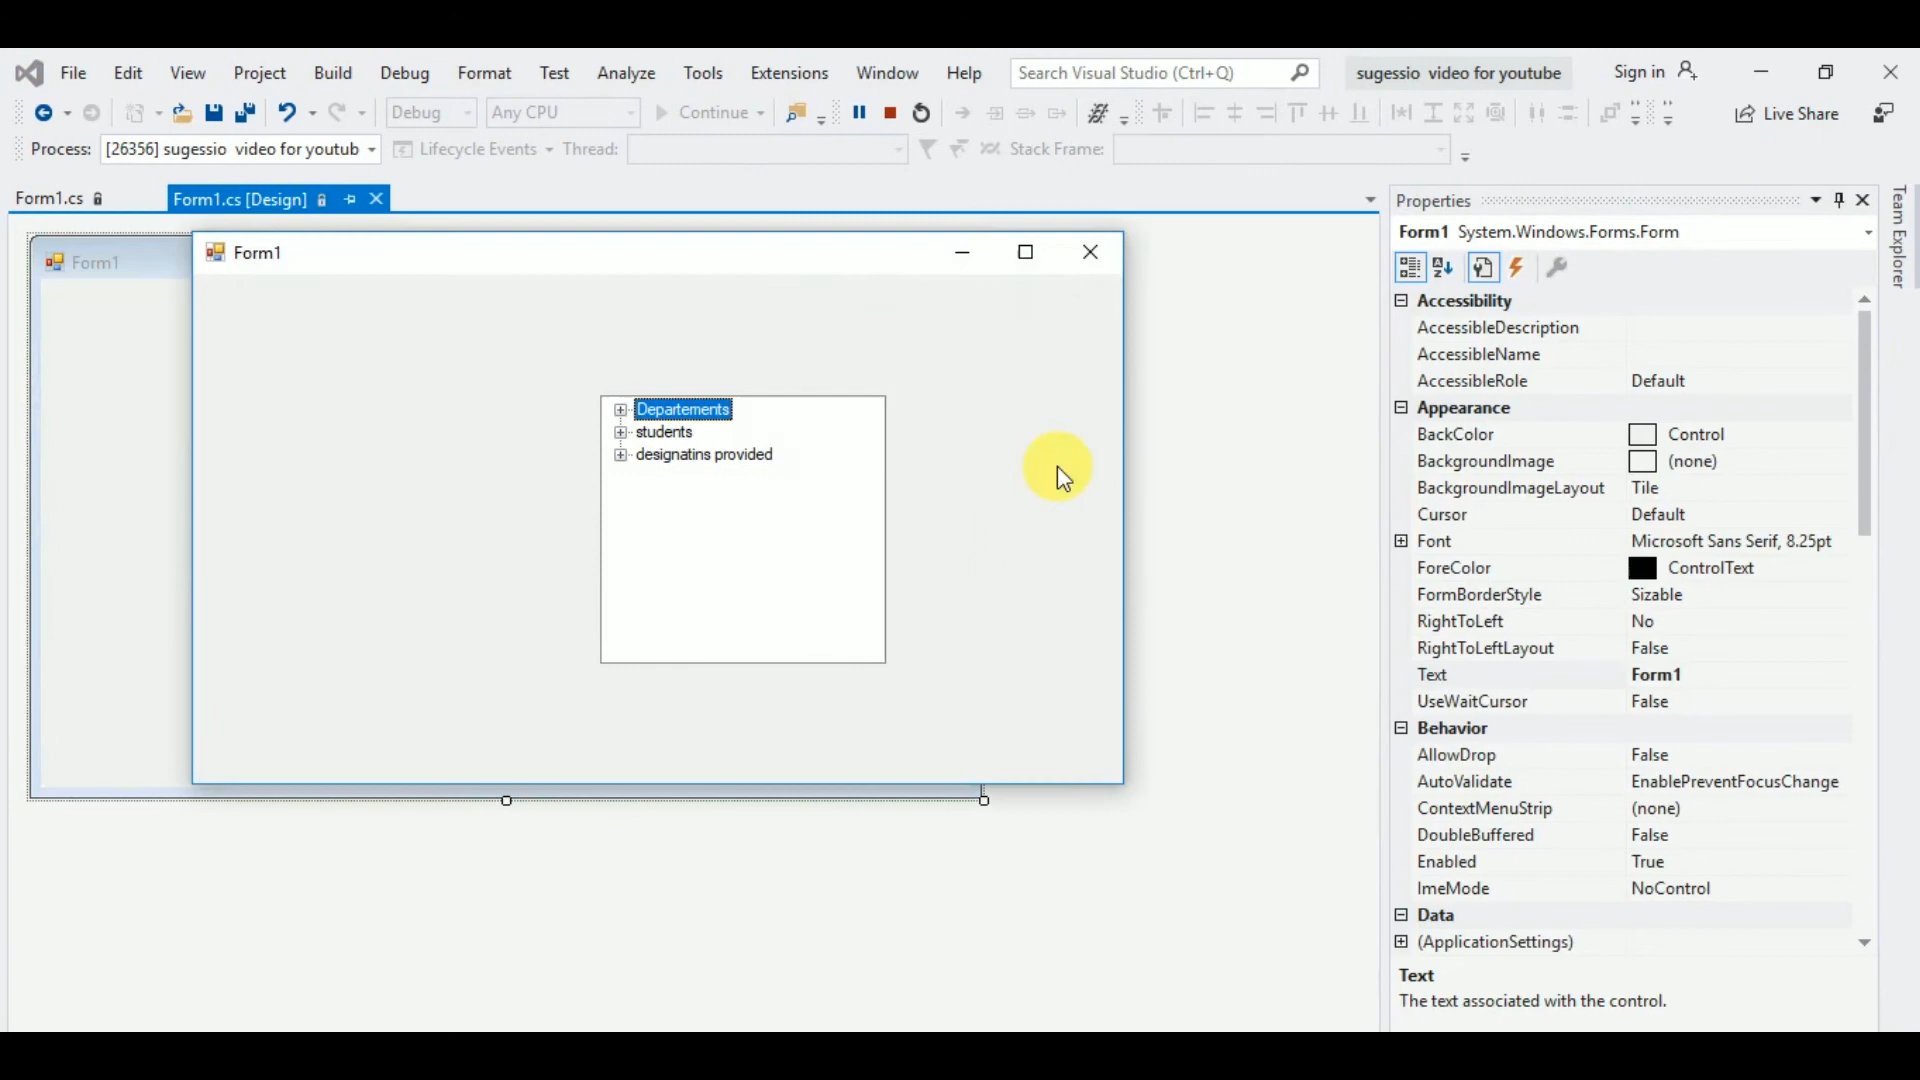 File Edit View Project Build Debug Format Test Analyze Tools Extensions Window Help Search Visual Studio (Ctrl+Q) sugessio video for youtube Sign in
Debug Any CPU Continue Live Share
Process: [26356] sugessio video for youtub Lifecycle Events Thread: Stack Frame:
Form1.cs Form1.cs [Design]
Form1
Form1
Departements
students
designatins provided
Properties
Form1 System.Windows.Forms.Form
Accessibility
AccessibleDescription
AccessibleName
AccessibleRole Default
Appearance
BackColor Control
BackgroundImage (none)
BackgroundImageLayout Tile
Cursor Default
Font Microsoft Sans Serif, 8.25pt
ForeColor ControlText
FormBorderStyle Sizable
RightToLeft No
RightToLeftLayout False
Text Form1
UseWaitCursor False
Behavior
AllowDrop False
AutoValidate EnablePreventFocusChange
ContextMenuStrip (none)
DoubleBuffered False
Enabled True
ImeMode NoControl
Data
(ApplicationSettings)
Text
The text associated with the control.
Team Explorer